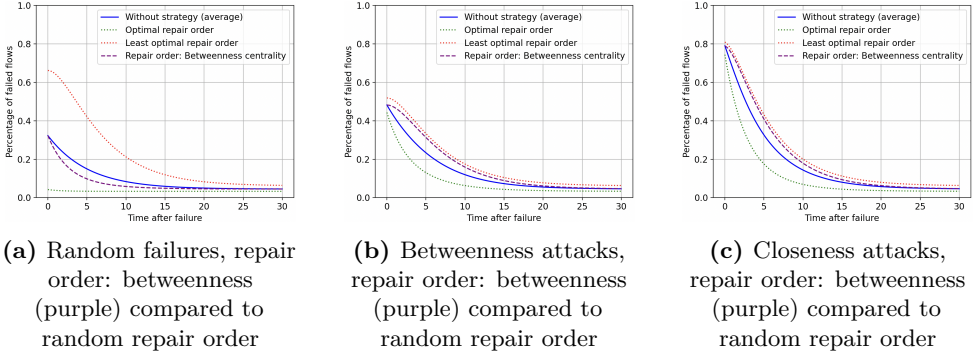 Percentage of failed flows
1.0
0.8
0.6
0.4
0.2
0.0
Without strategy (average)
Optimal repair order
Least optimal repair order
Repair order: Betweenness centrality
0 5 10 15 20 25 30
Time after failure
(a) Random failures, repair
order: betweenness
(purple) compared to
random repair order
Percentage of failed flows
1.0
0.8
0.6
0.4
0.2
0.0
Without strategy (average)
Optimal repair order
Least optimal repair order
Repair order: Betweenness centrality
0 5 10 15 20 25 30
Time after failure
(b) Betweenness attacks,
repair order: betweenness
(purple) compared to
random repair order
Percentage of failed flows
1.0
0.8
0.6
0.4
0.2
0.0
Without strategy (average)
Optimal repair order
Least optimal repair order
Repair order: Betweenness centrality
0 5 10 15 20 25 30
Time after failure
(c) Closeness attacks,
repair order: betweenness
(purple) compared to
random repair order